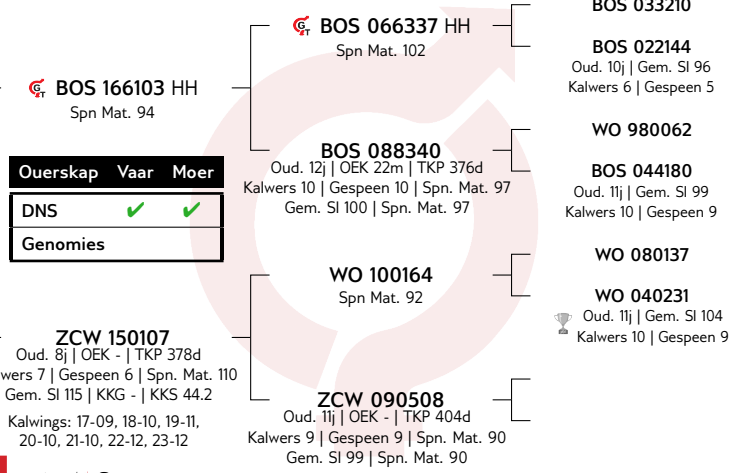 BOS 166103 HH
Spn Mat. 94
Ouerskap Vaar Moer
DNS ✔ ✔
Genomies
ZCW 150107
Oud. 8j | OEK - | TKP 378d
wers 7 | Gespeen 6 | Spn. Mat. 110
Gem. SI 115 | KKG - | KKS 44.2
Kalwings: 17-09, 18-10, 19-11,
20-10, 21-10, 22-12, 23-12
BOS 066337 HH
Spn Mat. 102
BOS 088340
Oud. 12j | OEK 22m | TKP 376d
Kalwers 10 | Gespeen 10 | Spn. Mat. 97
Gem. SI 100 | Spn. Mat. 97
WO 100164
Spn Mat. 92
ZCW 090508
Oud. 11j | OEK - | TKP 404d
Kalwers 9 | Gespeen 9 | Spn. Mat. 90
Gem. SI 99 | Spn. Mat. 90
BOS 033210
BOS 022144
Oud. 10j | Gem. SI 96
Kalwers 6 | Gespeen 5
WO 980062
BOS 044180
Oud. 11j | Gem. SI 99
Kalwers 10 | Gespeen 9
WO 080137
WO 040231
Oud. 11j | Gem. SI 104
Kalwers 10 | Gespeen 9